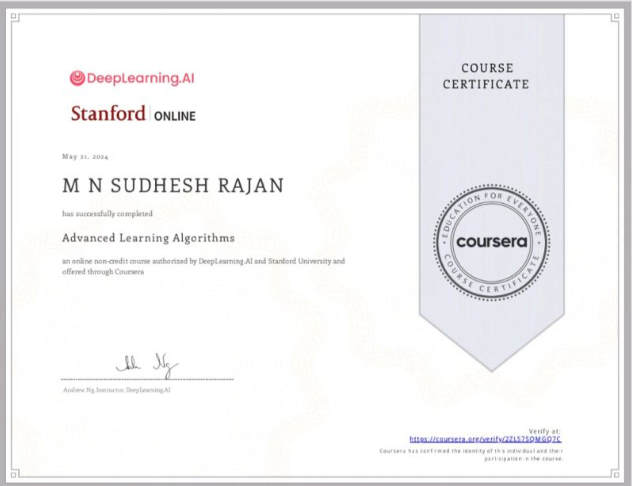 DeepLearning.AI
Stanford ONLINE
May 21, 2024
M N SUDHESH RAJAN
has successfully completed
Advanced Learning Algorithms
an online non-credit course authorized by DeepLearning.AI and Stanford University and
offered through Coursera
Andrew Ng, Instructor, DeepLearning.AI
COURSE
CERTIFICATE
EDUCATION FOR EVERYONE
coursera
COURSE CERTIFICATE
Verify at:
https://coursera.org/verify/2ZLS7SQMGQ7C
Coursera has confirmed the identity of this individual and their
participation in the course.